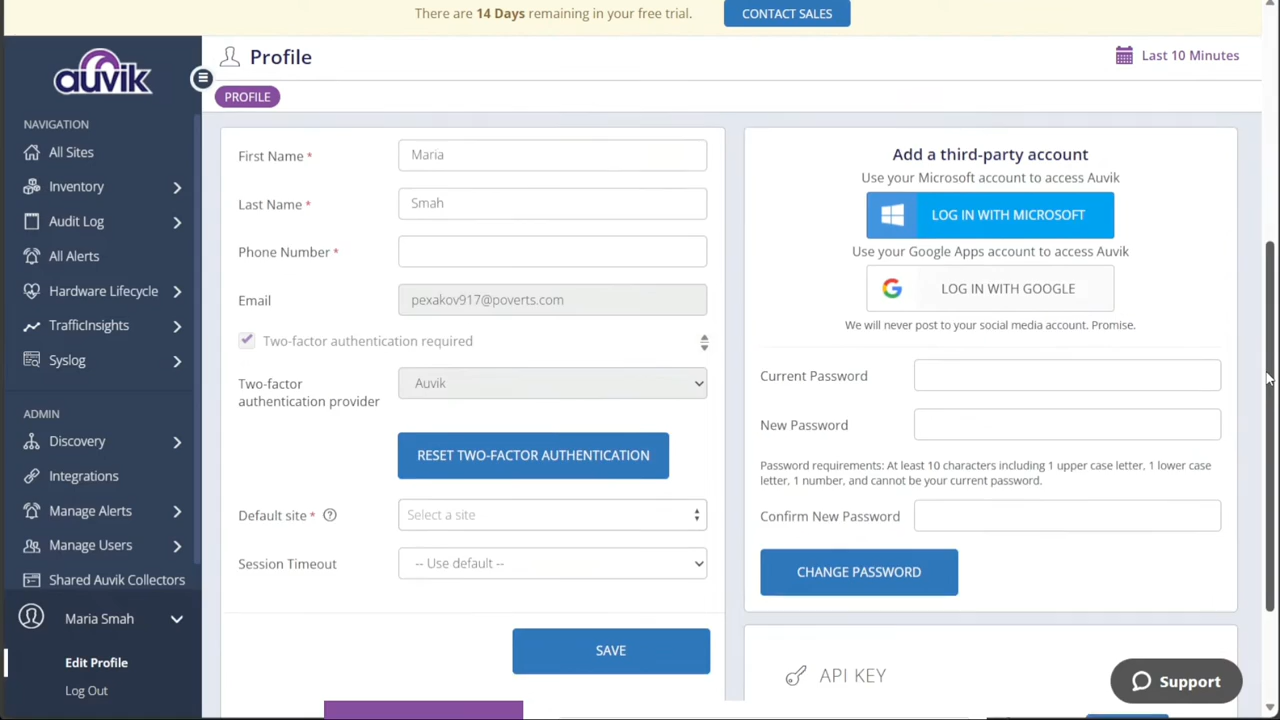 There are 14 Days remaining in your free trial.
CONTACT SALES
auvik
Profile
Last 10 Minutes
PROFILE
NAVIGATION
All Sites
Inventory
Audit Log
All Alerts
Hardware Lifecycle
TrafficInsights
Syslog
ADMIN
Discovery
Integrations
Manage Alerts
Manage Users
Shared Auvik Collectors
Maria Smah
Edit Profile
Log Out
First Name *
Maria
Last Name *
Smah
Phone Number *
Email
pexakov917@poverts.com
Two-factor authentication required
Two-factor
authentication provider
Auvik
RESET TWO-FACTOR AUTHENTICATION
Default site *
Select a site
Session Timeout
-- Use default --
SAVE
Add a third-party account
Use your Microsoft account to access Auvik
LOG IN WITH MICROSOFT
Use your Google Apps account to access Auvik
LOG IN WITH GOOGLE
We will never post to your social media account. Promise.
Current Password
New Password
Password requirements: At least 10 characters including 1 upper case letter, 1 lower case
letter, 1 number, and cannot be your current password.
Confirm New Password
CHANGE PASSWORD
API KEY
Support